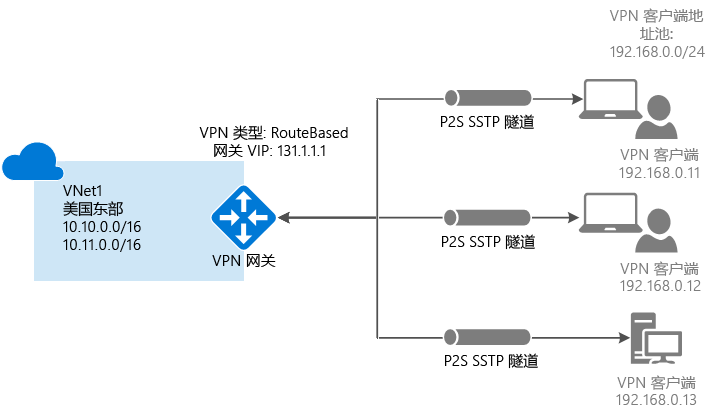 VPN 客户端地
址池:
192.168.0.0/24
P2S SSTP 隧道
VPN 类型: RouteBased
网关 VIP: 131.1.1.1
VPN 客户端
192.168.0.11
VNet1
美国东部
10.10.0.0/16
10.11.0.0/16
VPN 网关
P2S SSTP 隧道
VPN 客户端
192.168.0.12
P2S SSTP 隧道
VPN 客户端
192.168.0.13